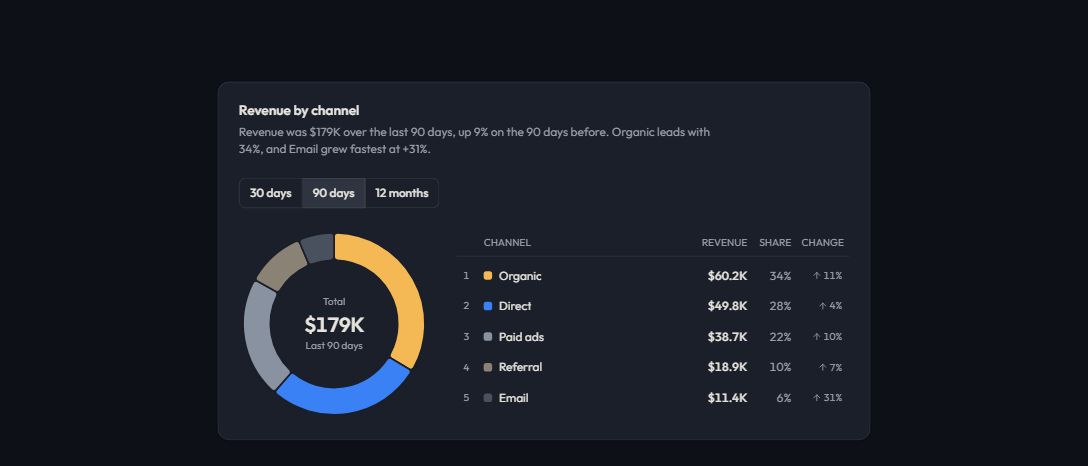 Revenue by channel
Revenue was $179K over the last 90 days, up 9% on the 90 days before. Organic leads with
34%, and Email grew fastest at +31%.
30 days 90 days 12 months
CHANNEL REVENUE SHARE CHANGE
1 Organic $60.2K 34% ↑ 11%
2 Direct $49.8K 28% ↑ 4%
3 Paid ads $38.7K 22% ↑ 10%
4 Referral $18.9K 10% ↑ 7%
5 Email $11.4K 6% ↑ 31%
Total
$179K
Last 90 days